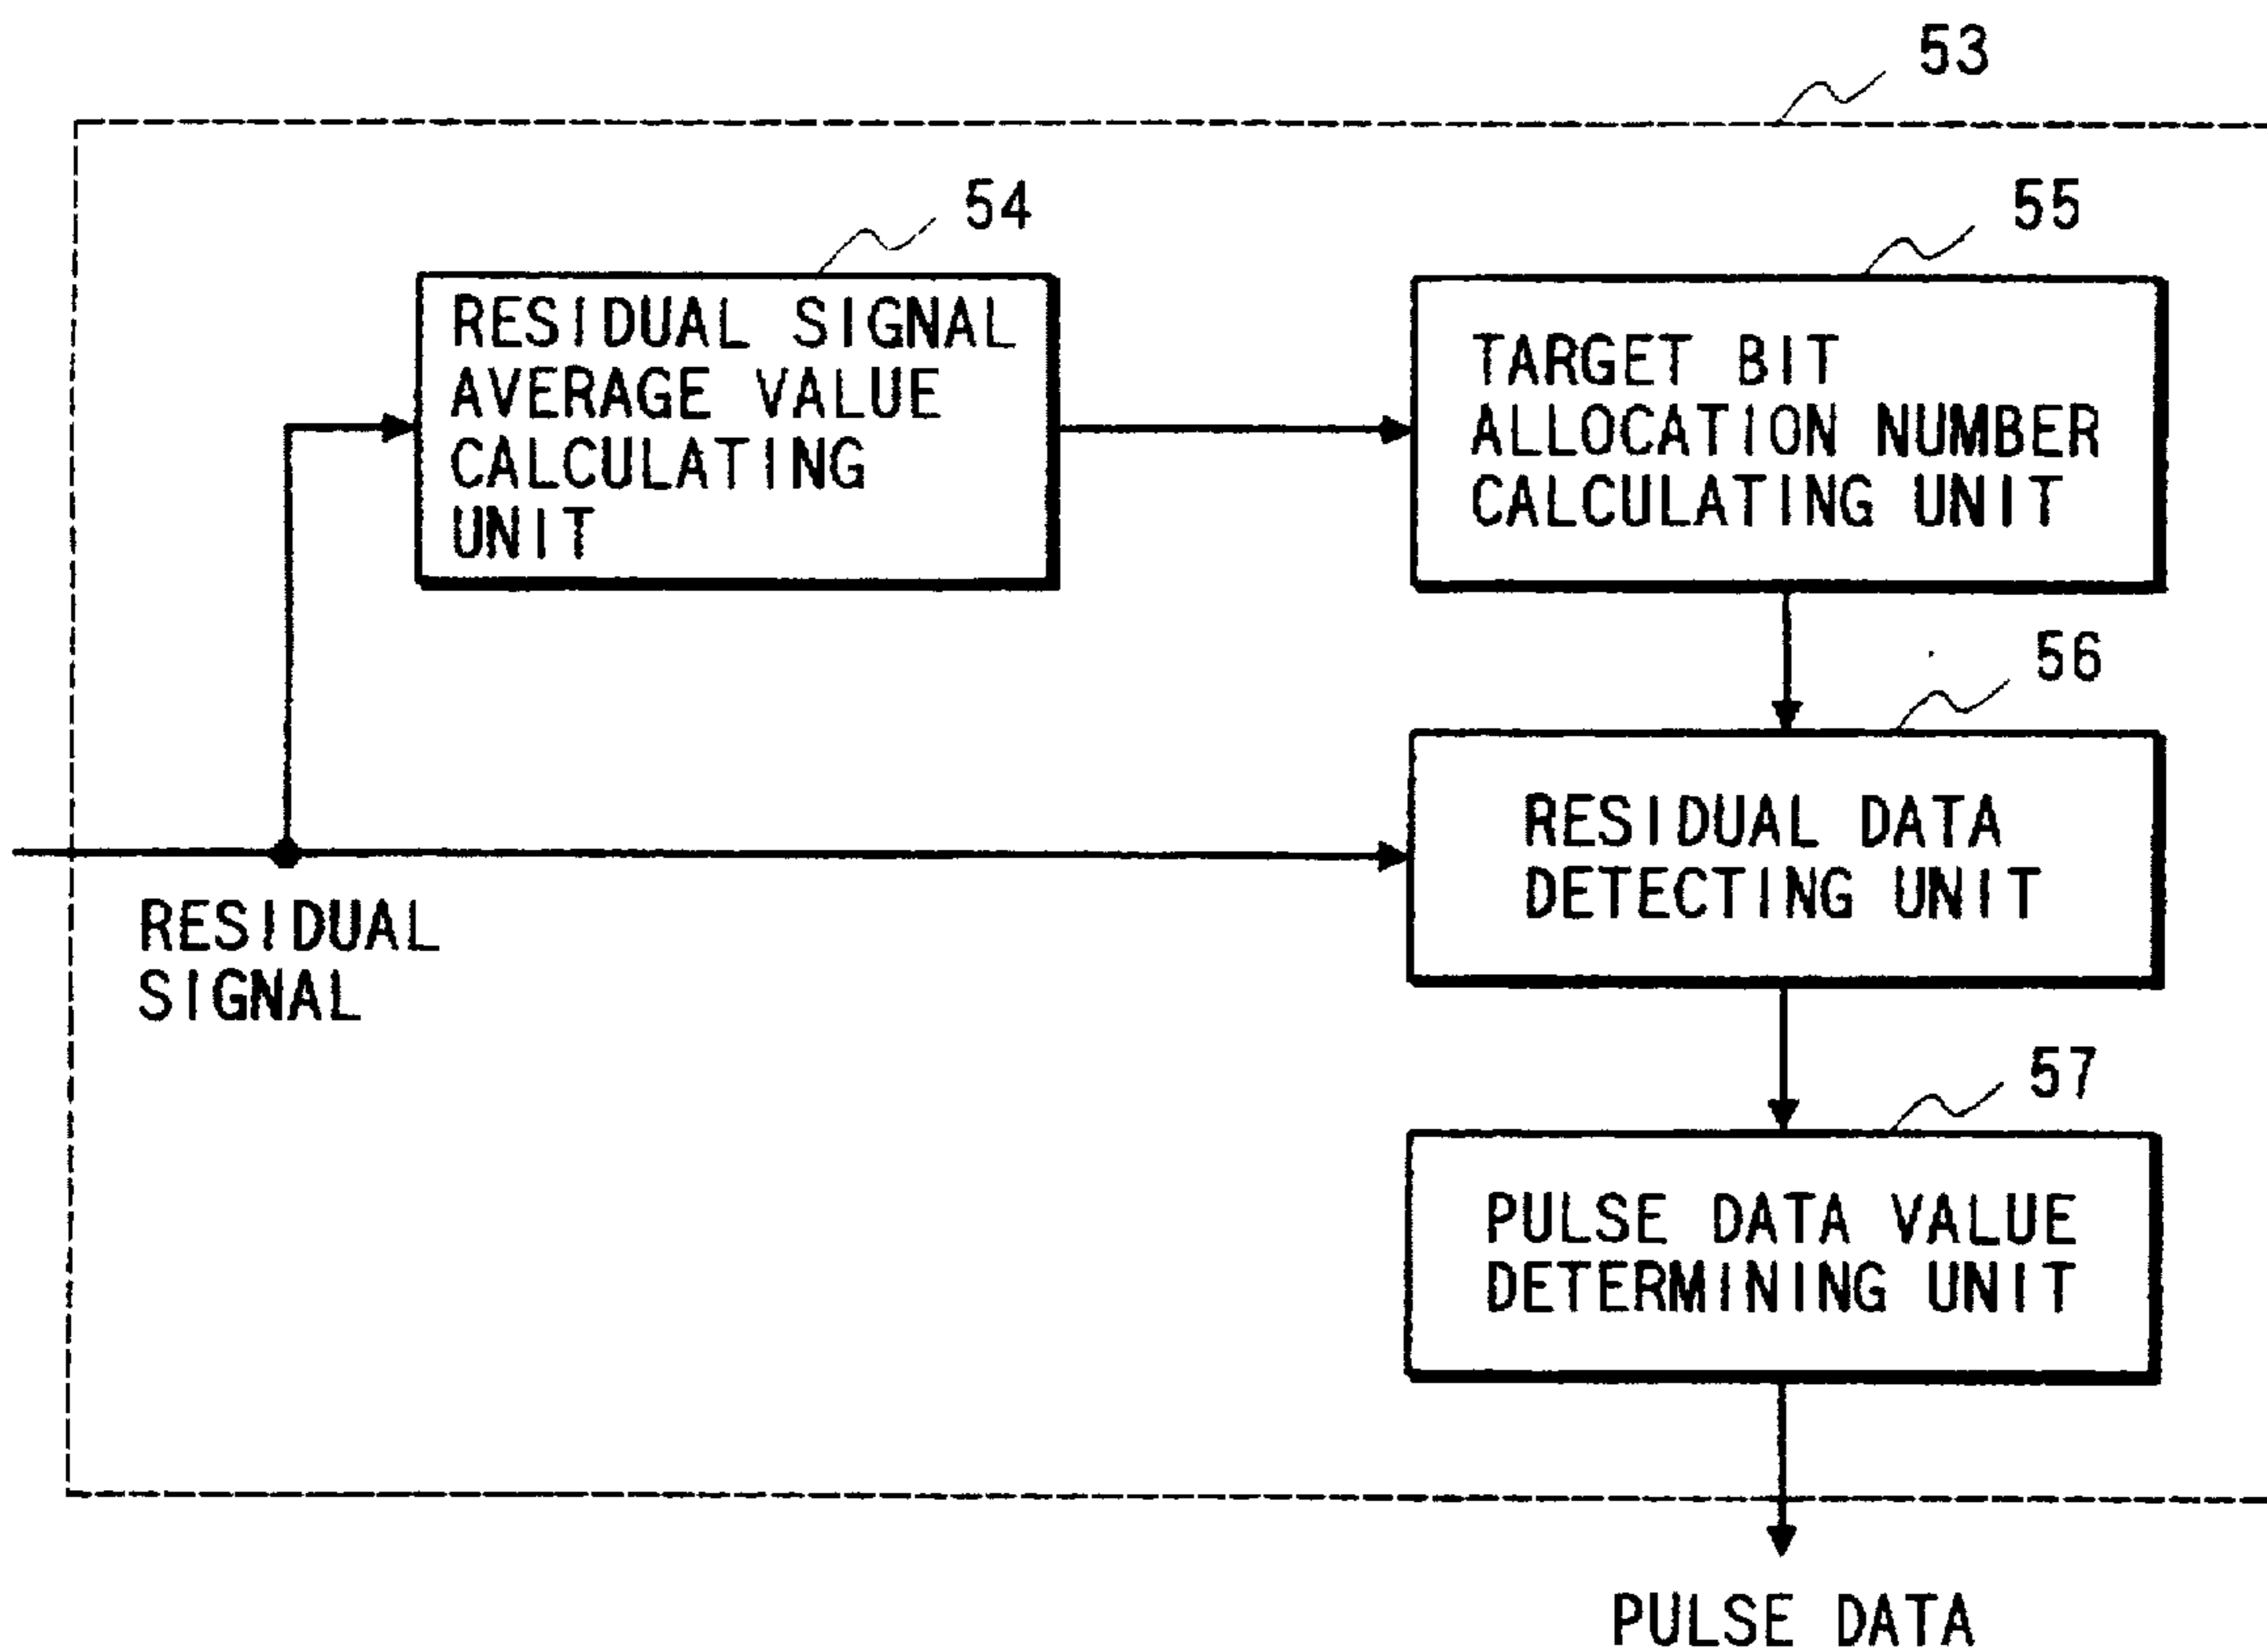 53
54
55
RESIDUAL SIGNAL
AVERAGE VALUE
CALCULATING
UNIT
TARGET BIT
ALLOCATION NUMBER
CALCULATING UNIT
56
RESIDUAL DATA
DETECTING UNIT
RESIDUAL
SIGNAL
57
PULSE DATA VALUE
DETERMINING UNIT
PULSE DATA